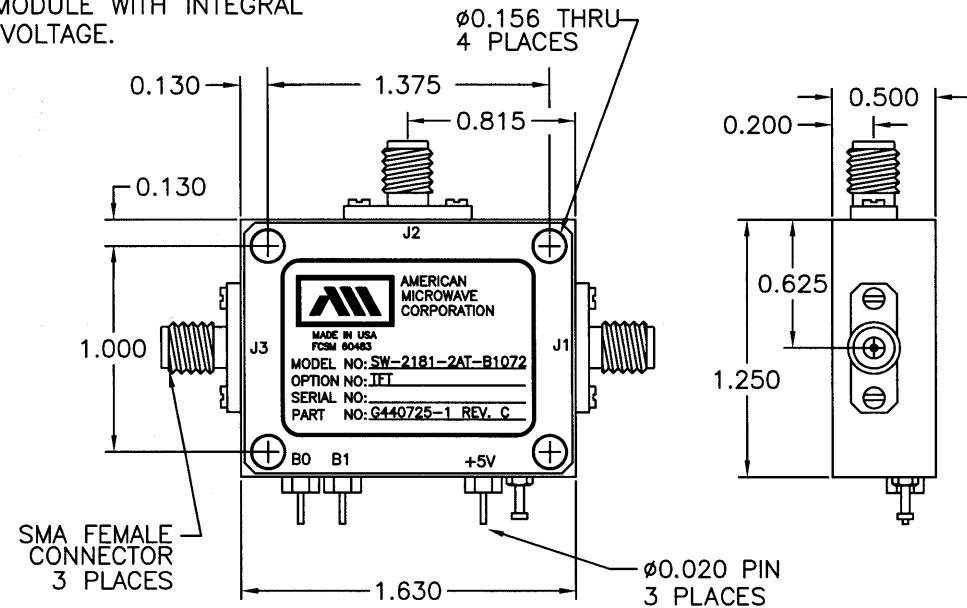 MODULE WITH INTEGRAL
VOLTAGE.
ø0.156 THRU
4 PLACES
0.130
1.375
0.815
0.500
0.200
0.130
J2
AMERICAN
MICROWAVE
CORPORATION
MADE IN USA
FCSM 60483
0.625
1.000
J3
J1
MODEL NO: SW-2181-2AT-B1072
OPTION NO: TFT
SERIAL NO:
PART NO: G440725-1 REV. C
1.250
B0 B1 +5V
SMA FEMALE
CONNECTOR
3 PLACES
1.630
ø0.020 PIN
3 PLACES